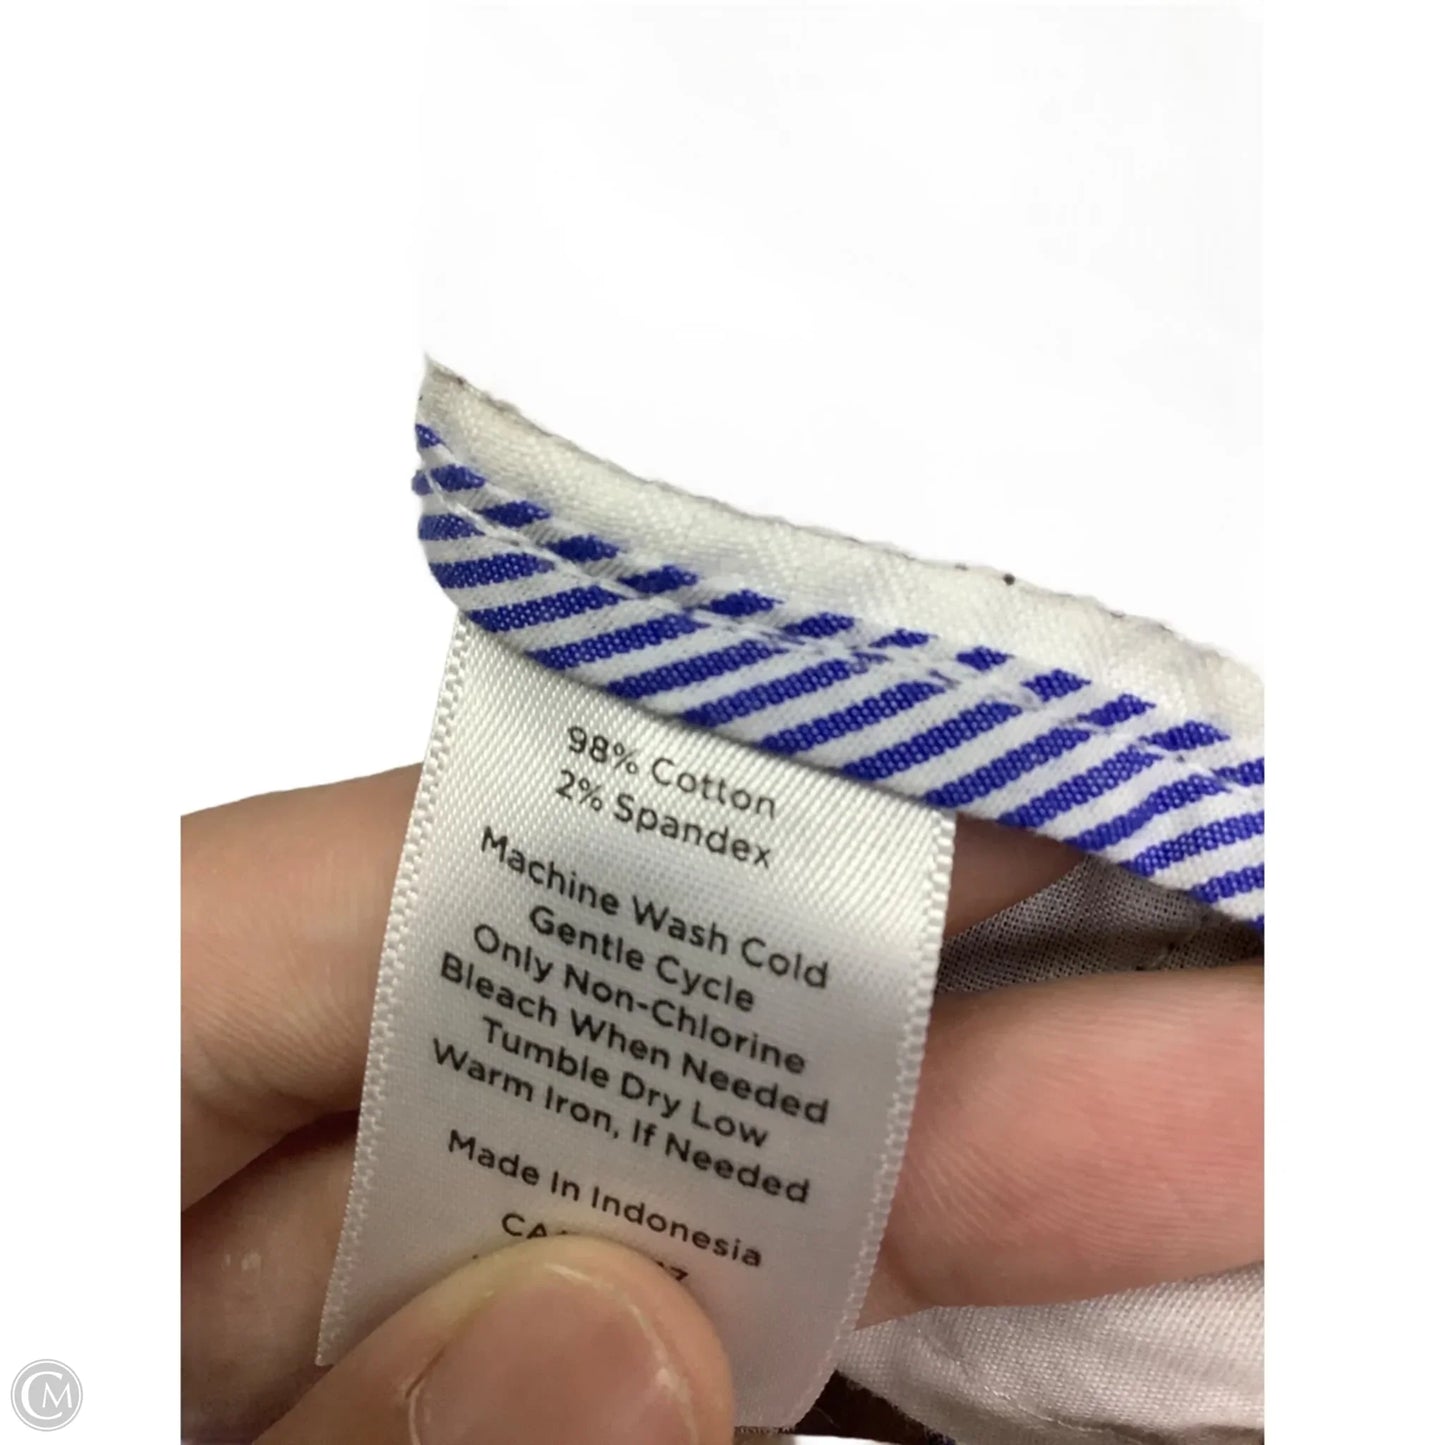 98% Cotton
2% Spandex
Machine Wash Cold
Gentle Cycle
Only Non-Chlorine
Bleach When Needed
Tumble Dry Low
Warm Iron, If Needed
Made In Indonesia
CM